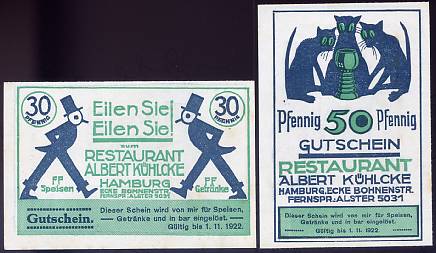 30
PFENNIG
30
PFENNIG
Eilen Sie!
Eilen Sie!
zum
RESTAURANT
ALBERT KÜHLCKE
HAMBURG
ECKE BOHNENSTR.
FERNSPR: ALSTER 5031
FF
Speisen
FF
Getränke
Gutschein.
Dieser Schein wird von mir für Speisen,
Getränke und in bar eingelöst.
Gültig bis 1. 11. 1922.
Pfennig 50 Pfennig
GUTSCHEIN
RESTAURANT
ALBERT KÜHLCKE
HAMBURG, ECKE BOHNENSTR.
FERNSPR: ALSTER 5031
Dieser Schein wird von mir für Speisen,
Getränke und in bar eingelöst.
Gültig bis 1. 11. 1922.